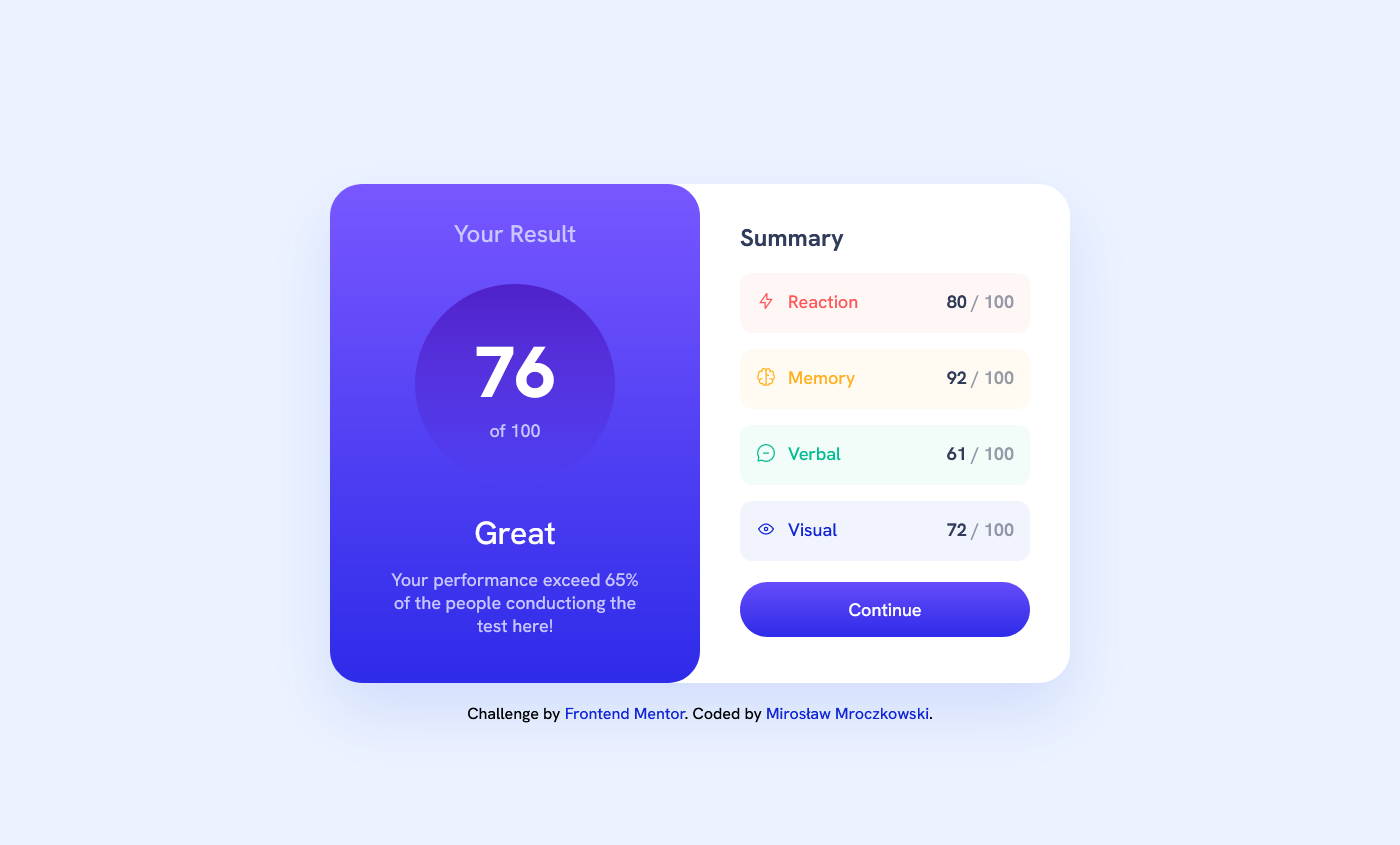 Your Result
76
of 100
Great
Your performance exceed 65%
of the people conductiong the
test here!
Summary
Reaction 80 / 100
Memory 92 / 100
Verbal 61 / 100
Visual 72 / 100
Continue
Challenge by Frontend Mentor. Coded by Mirosław Mroczkowski.